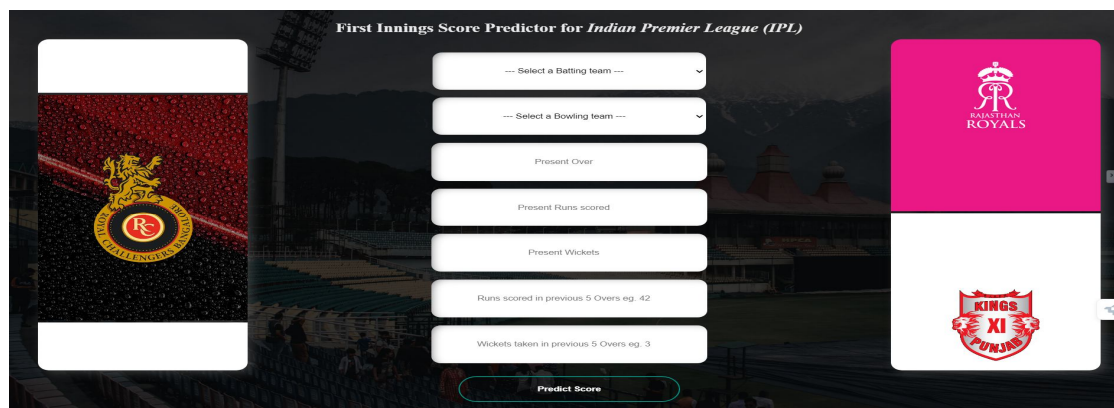 First Innings Score Predictor for Indian Premier League (IPL)
--- Select a Batting team ---
--- Select a Bowling team ---
Present Over
Present Runs scored
Present Wickets
Runs scored in previous 5 Overs eg. 42
Wickets taken in previous 5 Overs eg. 3
Predict Score
RC
ROYAL CHALLENGERS BANGALORE
R
RAJASTHAN
ROYALS
KINGS
XI
PUNJAB